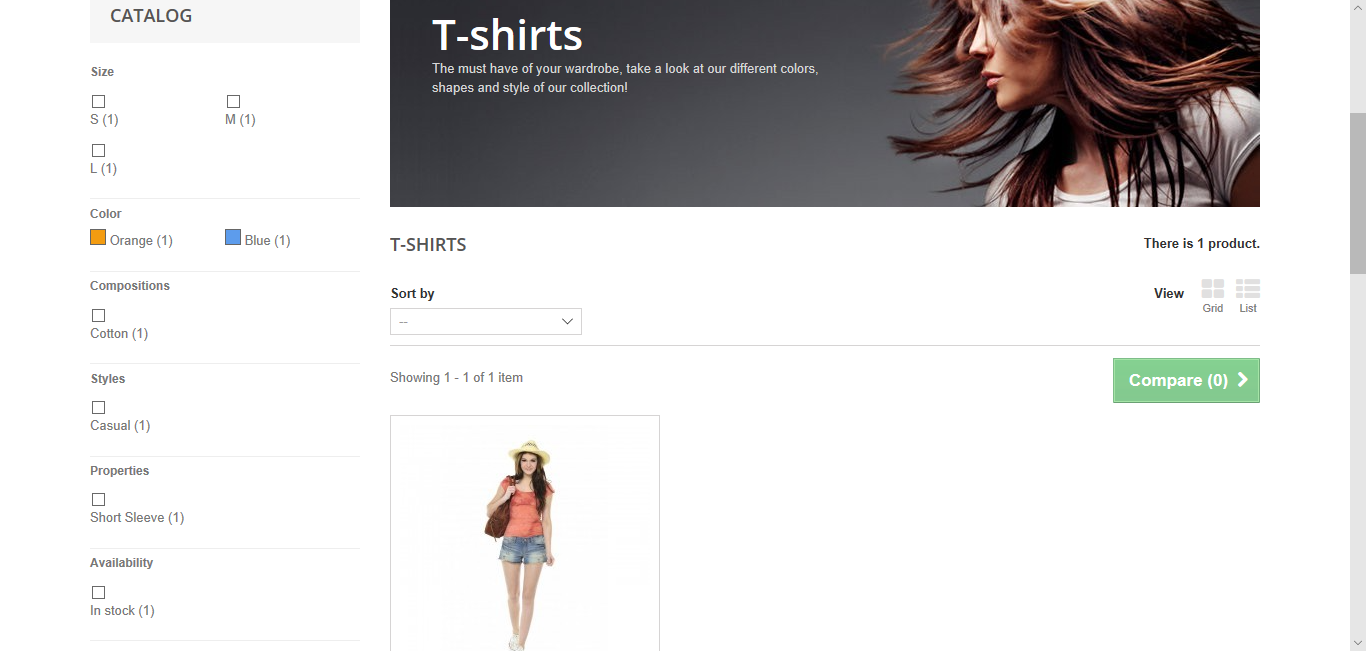 CATALOG
Size
S (1)
M (1)
L (1)
Color
Orange (1)
Blue (1)
Compositions
Cotton (1)
Styles
Casual (1)
Properties
Short Sleeve (1)
Availability
In stock (1)
T-shirts
The must have of your wardrobe, take a look at our different colors,
shapes and style of our collection!
T-SHIRTS
There is 1 product.
Sort by
--
View
Grid
List
Showing 1 - 1 of 1 item
Compare (0)